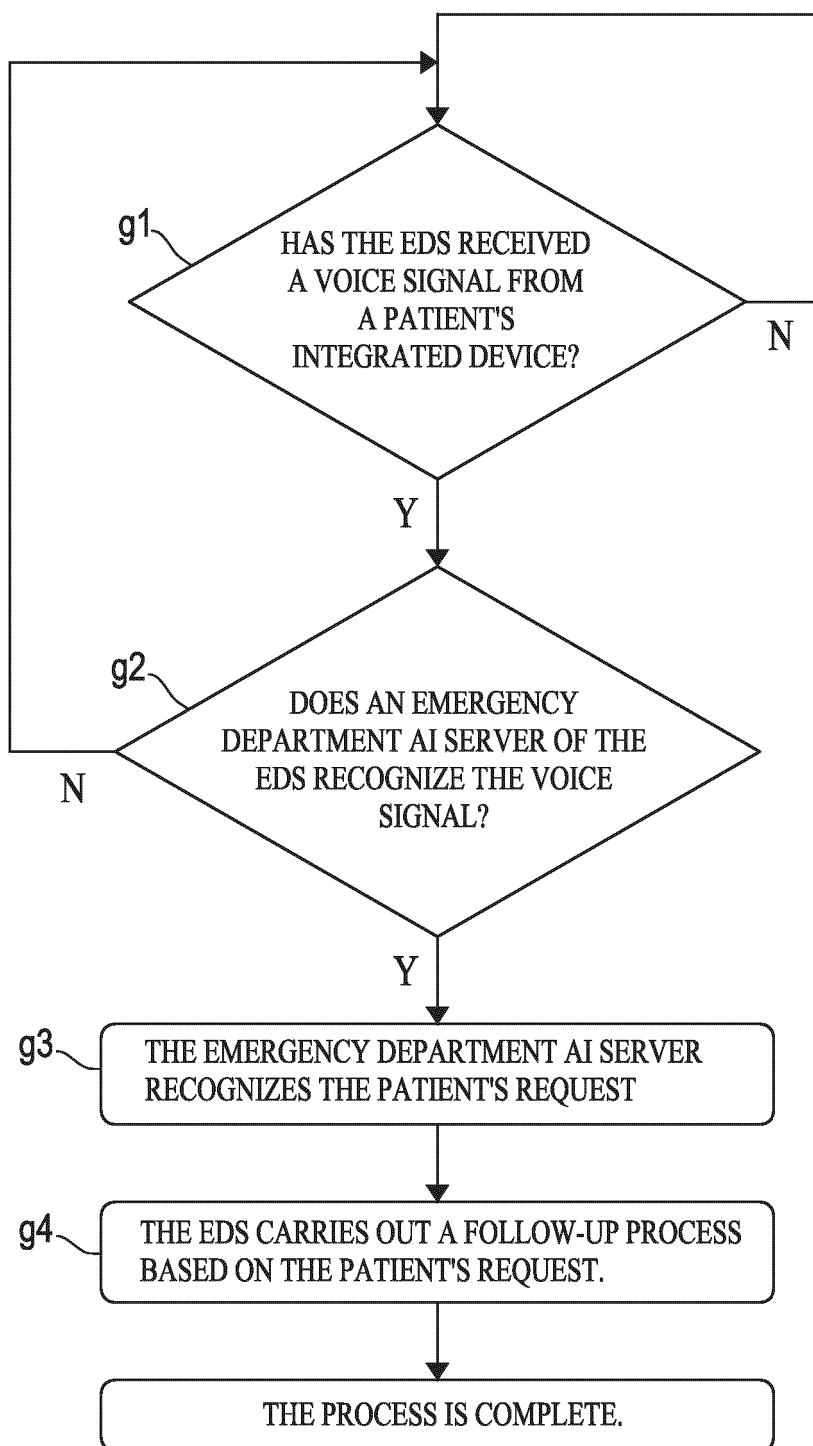 g1
HAS THE EDS RECEIVED
A VOICE SIGNAL FROM
A PATIENT'S
INTEGRATED DEVICE?
N
Y
g2
DOES AN EMERGENCY
DEPARTMENT AI SERVER OF THE
EDS RECOGNIZE THE VOICE
SIGNAL?
N
Y
g3
THE EMERGENCY DEPARTMENT AI SERVER
RECOGNIZES THE PATIENT'S REQUEST
g4
THE EDS CARRIES OUT A FOLLOW-UP PROCESS
BASED ON THE PATIENT'S REQUEST.
THE PROCESS IS COMPLETE.